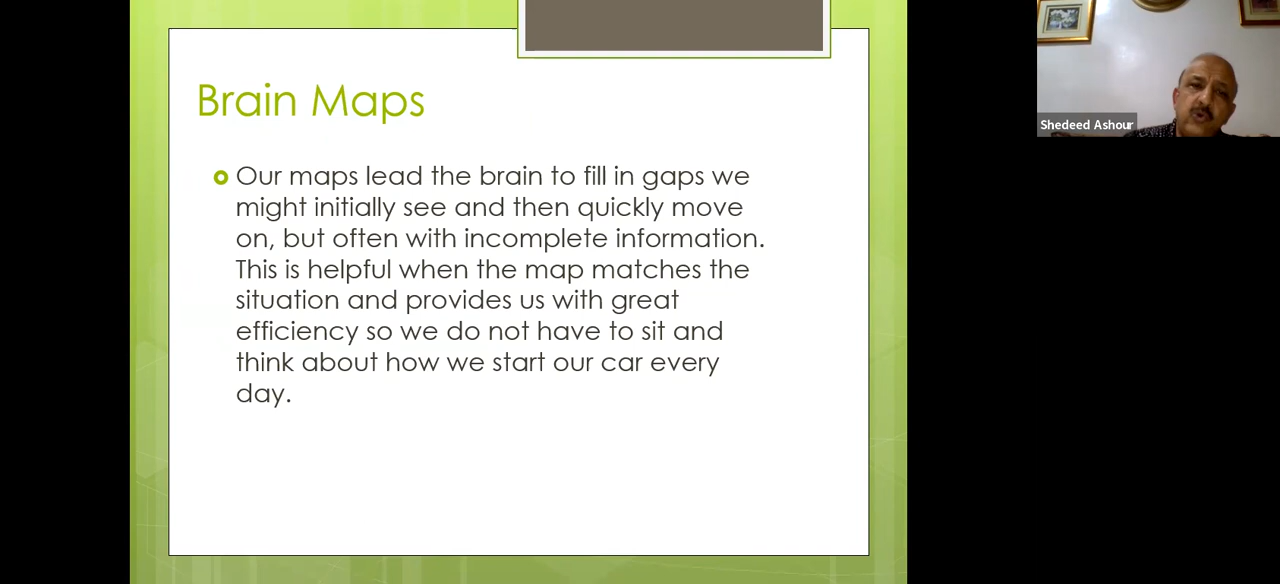 Brain Maps
Our maps lead the brain to fill in gaps we
might initially see and then quickly move
on, but often with incomplete information.
This is helpful when the map matches the
situation and provides us with great
efficiency so we do not have to sit and
think about how we start our car every
day.
Shedeed Ashour